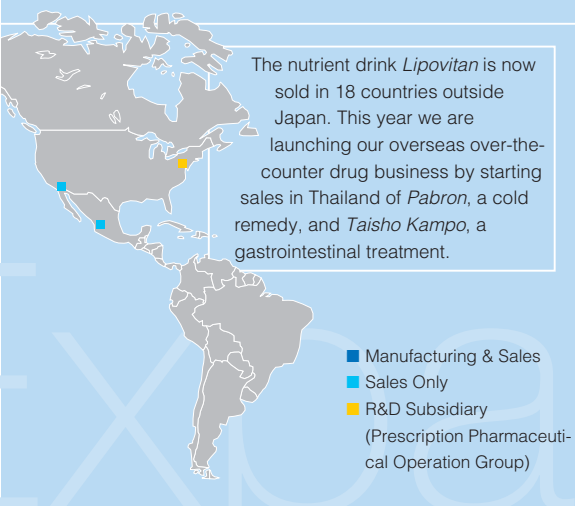 The nutrient drink Lipovitan is now
sold in 18 countries outside
Japan. This year we are
launching our overseas over-the-
counter drug business by starting
sales in Thailand of Pabron, a cold
remedy, and Taisho Kampo, a
gastrointestinal treatment.
Manufacturing & Sales
Sales Only
R&D Subsidiary
(Prescription Pharmaceuti-
cal Operation Group)
Expa